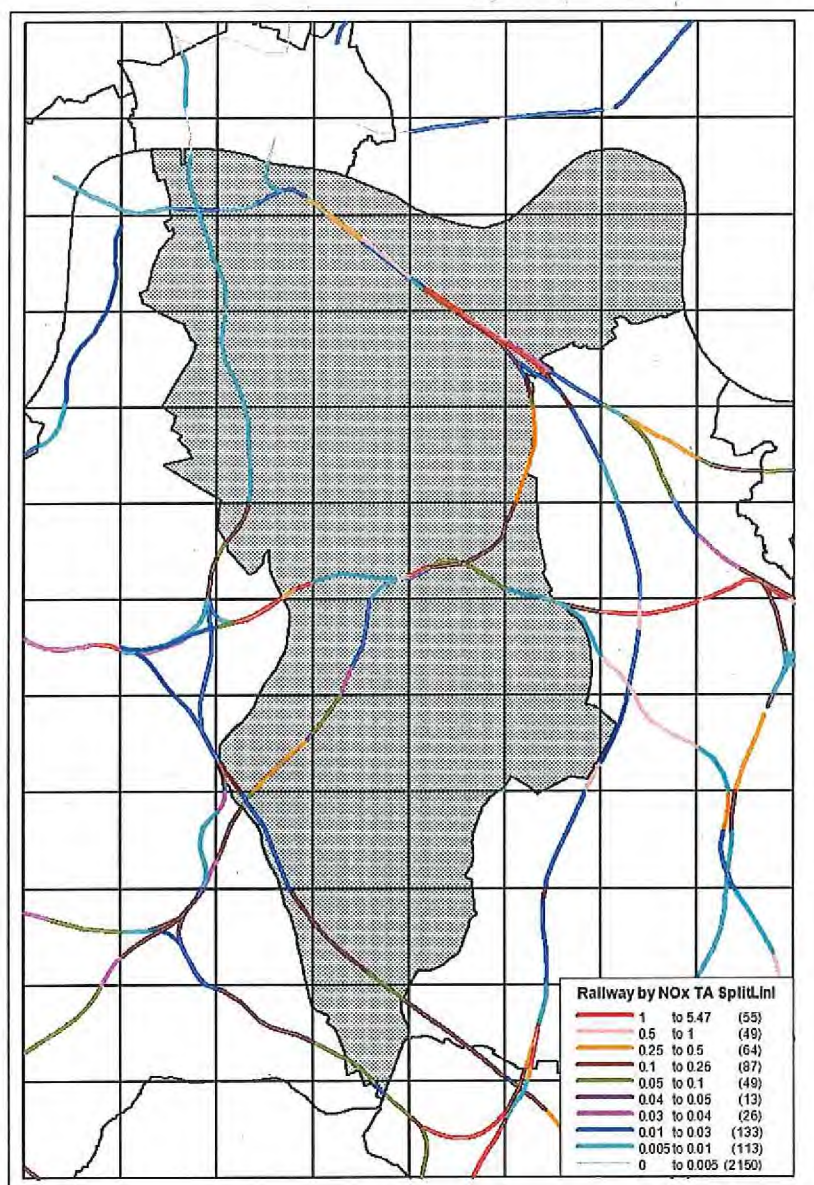 Railway by NOx TA SplitLinl
1 to 5.47 (55)
0.5 to 1 (49)
0.25 to 0.5 (64)
0.1 to 0.25 (87)
0.05 to 0.1 (49)
0.04 to 0.05 (13)
0.03 to 0.04 (26)
0.01 to 0.03 (133)
0.005 to 0.01 (113)
0 to 0.005 (2150)